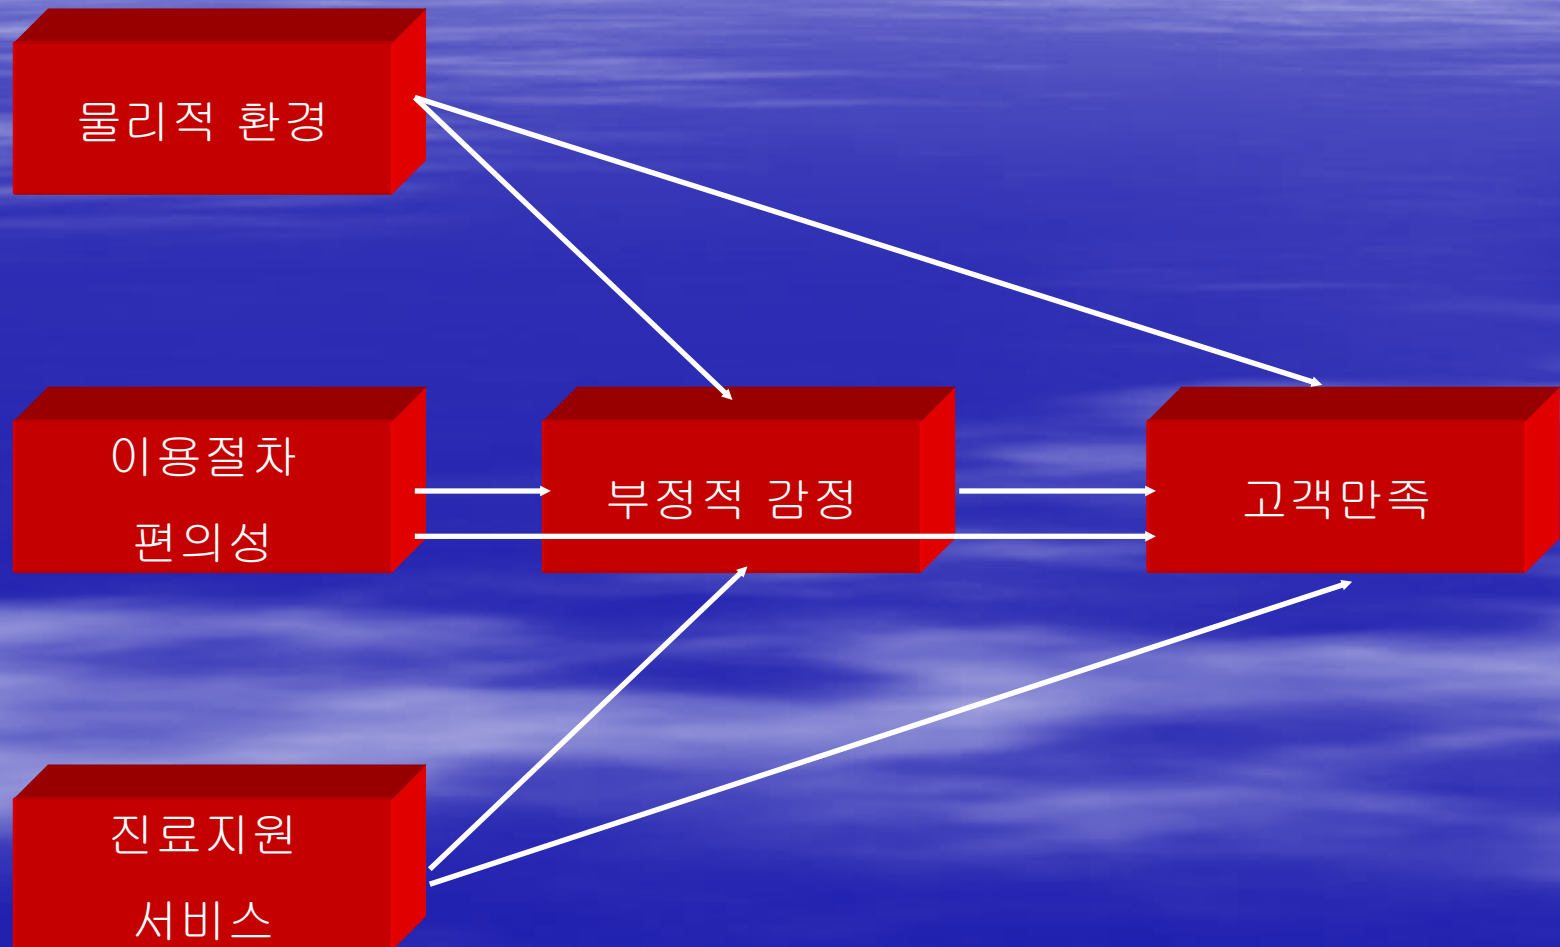 물리적 환경
이용절차
편의성
부정적 감정
고객만족
진료지원
서비스